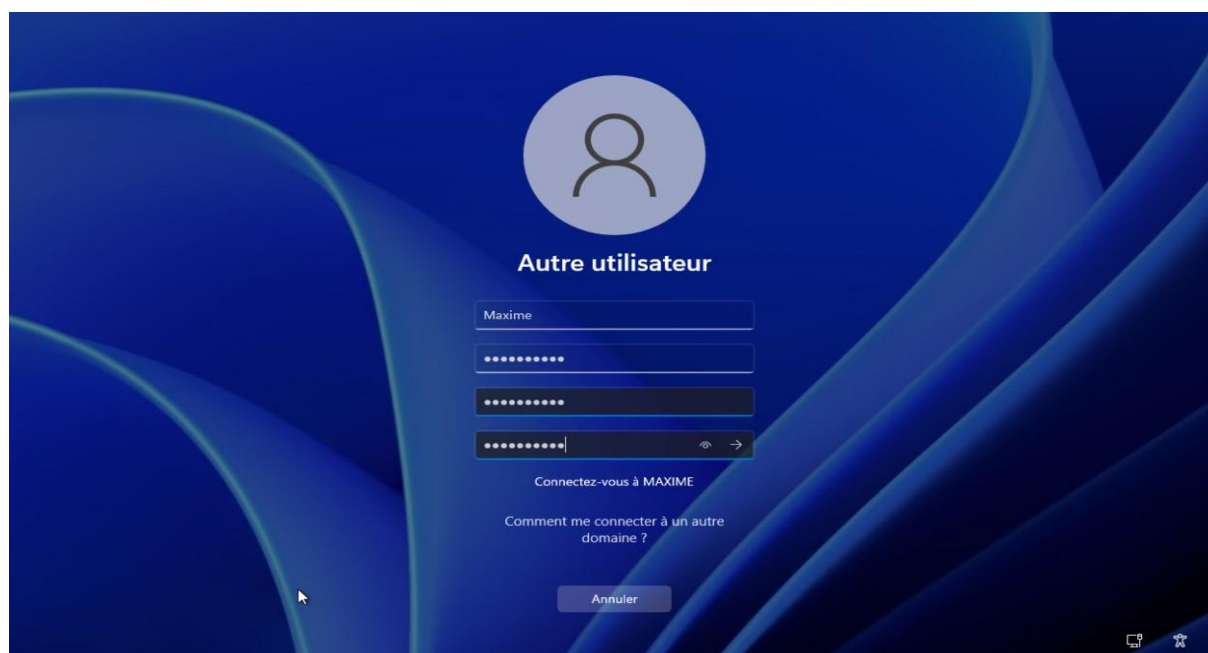 Autre utilisateur
Maxime
••••••••••
••••••••••
••••••••••
Connectez-vous à MAXIME
Comment me connecter à un autre
domaine ?
Annuler